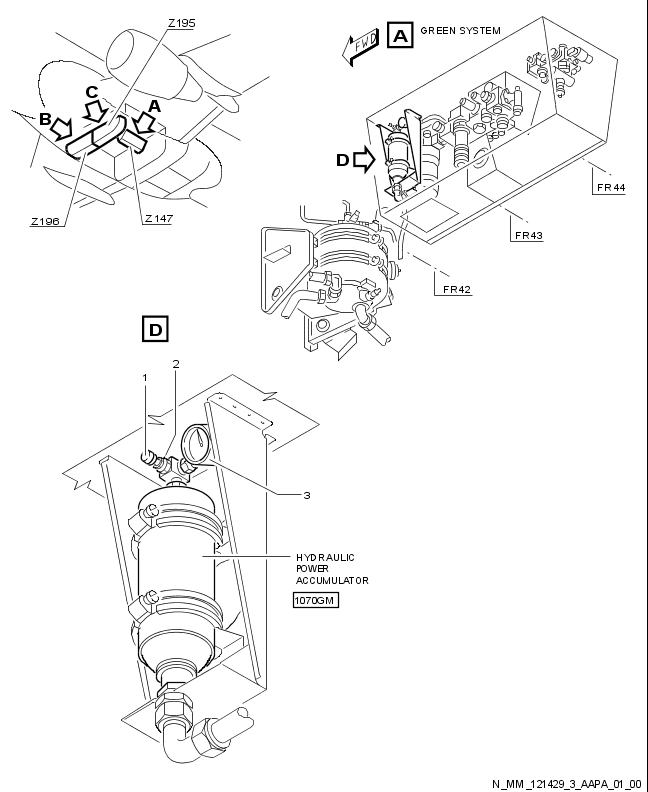 Z195
FWD
A
GREEN SYSTEM
C
A
B
D
FR44
Z196
Z147
FR43
FR42
D
1
2
3
HYDRAULIC
POWER
ACCUMULATOR
1070GM
N_MM_121429_3_AAPA_01_00